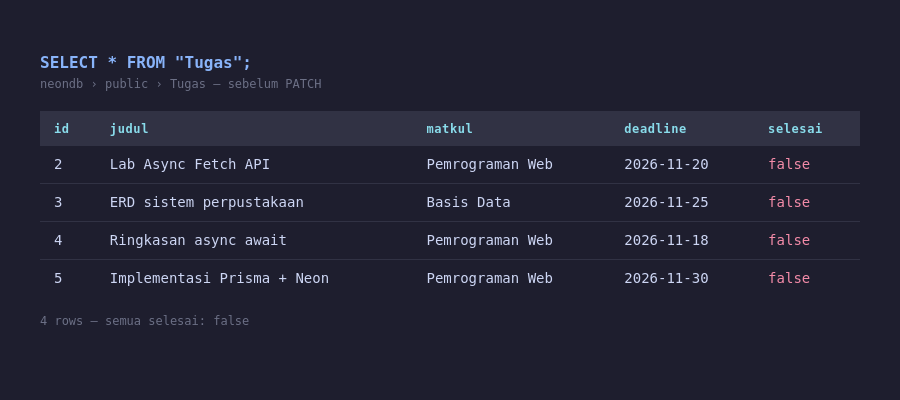 SELECT * FROM "Tugas";
neondb › public › Tugas — sebelum PATCH
id judul matkul deadline selesai
2 Lab Async Fetch API Pemrograman Web 2026-11-20 false
3 ERD sistem perpustakaan Basis Data 2026-11-25 false
4 Ringkasan async await Pemrograman Web 2026-11-18 false
5 Implementasi Prisma + Neon Pemrograman Web 2026-11-30 false
4 rows — semua selesai: false